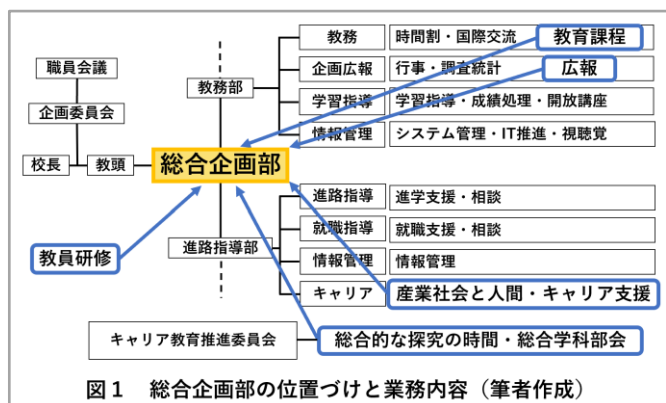 職員会議
企画委員会
校長
教頭
総合企画部
教務部
教務
時間割・国際交流
教育課程
企画広報
行事・調査統計
広報
学習指導
学習指導・成績処理・開放講座
情報管理
システム管理・IT推進・視聴覚
教員研修
進路指導部
進路指導
進学支援・相談
就職指導
就職支援・相談
情報管理
情報管理
キャリア
産業社会と人間・キャリア支援
キャリア教育推進委員会
総合的な探究の時間・総合学科部会
図1 総合企画部の位置づけと業務内容（筆者作成）